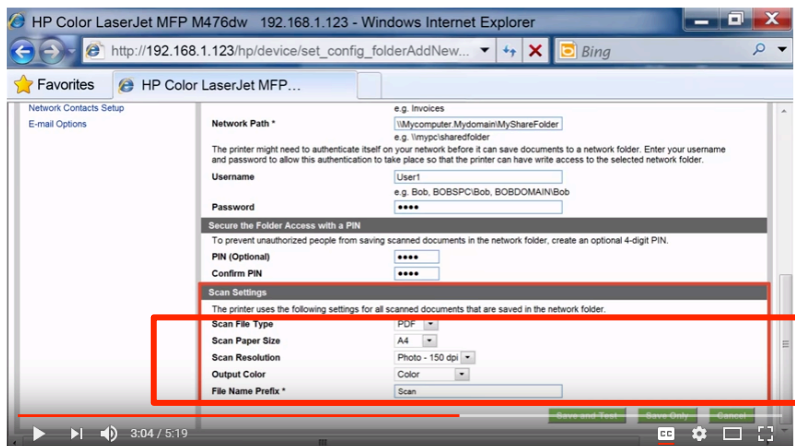 HP Color LaserJet MFP M476dw 192.168.1.123 - Windows Internet Explorer
http://192.168.1.123/hp/device/set_config_folderAddNew... Bing
Favorites HP Color LaserJet MFP...
Network Contacts Setup e.g. Invoices
E-mail Options Network Path * \\Mycomputer.Mydomain\MyShareFolder
e.g. \\mypc\sharedfolder
The printer might need to authenticate itself on your network before it can save documents to a network folder. Enter your username
and password to allow this authentication to take place so that the printer can have write access to the selected network folder.
Username User1
e.g. Bob, BOBSPC\Bob, BOBDOMAIN\Bob
Password ••••
Secure the Folder Access with a PIN
To prevent unauthorized people from saving scanned documents in the network folder, create an optional 4-digit PIN.
PIN (Optional) ••••
Confirm PIN ••••
Scan Settings
The printer uses the following settings for all scanned documents that are saved in the network folder.
Scan File Type PDF
Scan Paper Size A4
Scan Resolution Photo - 150 dpi
Output Color Color
File Name Prefix * Scan
Save and Test Save Only Cancel
3:04 / 5:19 CC